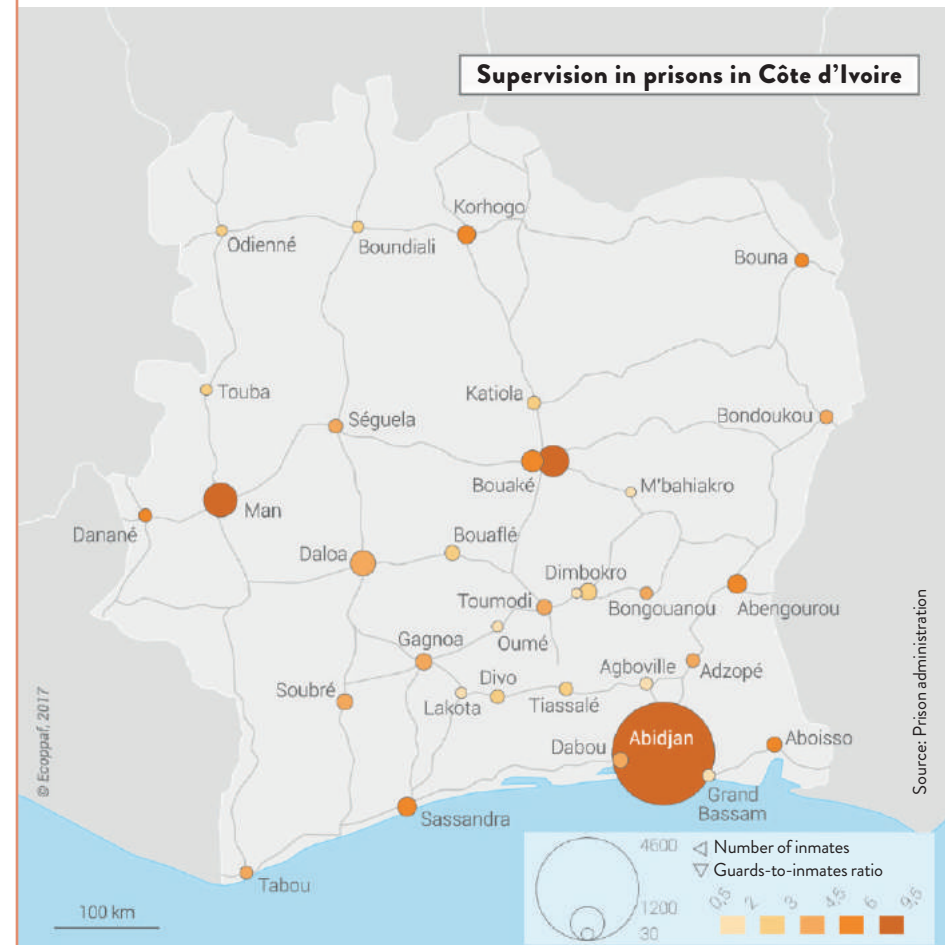 Supervision in prisons in Côte d'Ivoire
Korhogo
Odienné
Boundiali
Bouna
Touba
Katiola
Séguela
Bondoukou
Bouaké
M'bahiakro
Man
Danané
Daloa
Bouaflé
Dimbokro
Toumodi
Bongouanou
Abengourou
Oumé
Gagnoa
Agboville
Adzopé
Divo
Soubré
Lakota
Tiassalé
Abidjan
Dabou
Aboisso
Grand
Bassam
Sassandra
Tabou
© Ecoppaf, 2017
Source: Prison administration
100 km
4600
Number of inmates
Guards-to-inmates ratio
1200
30
0,5 2 3 4,5 6 9,5